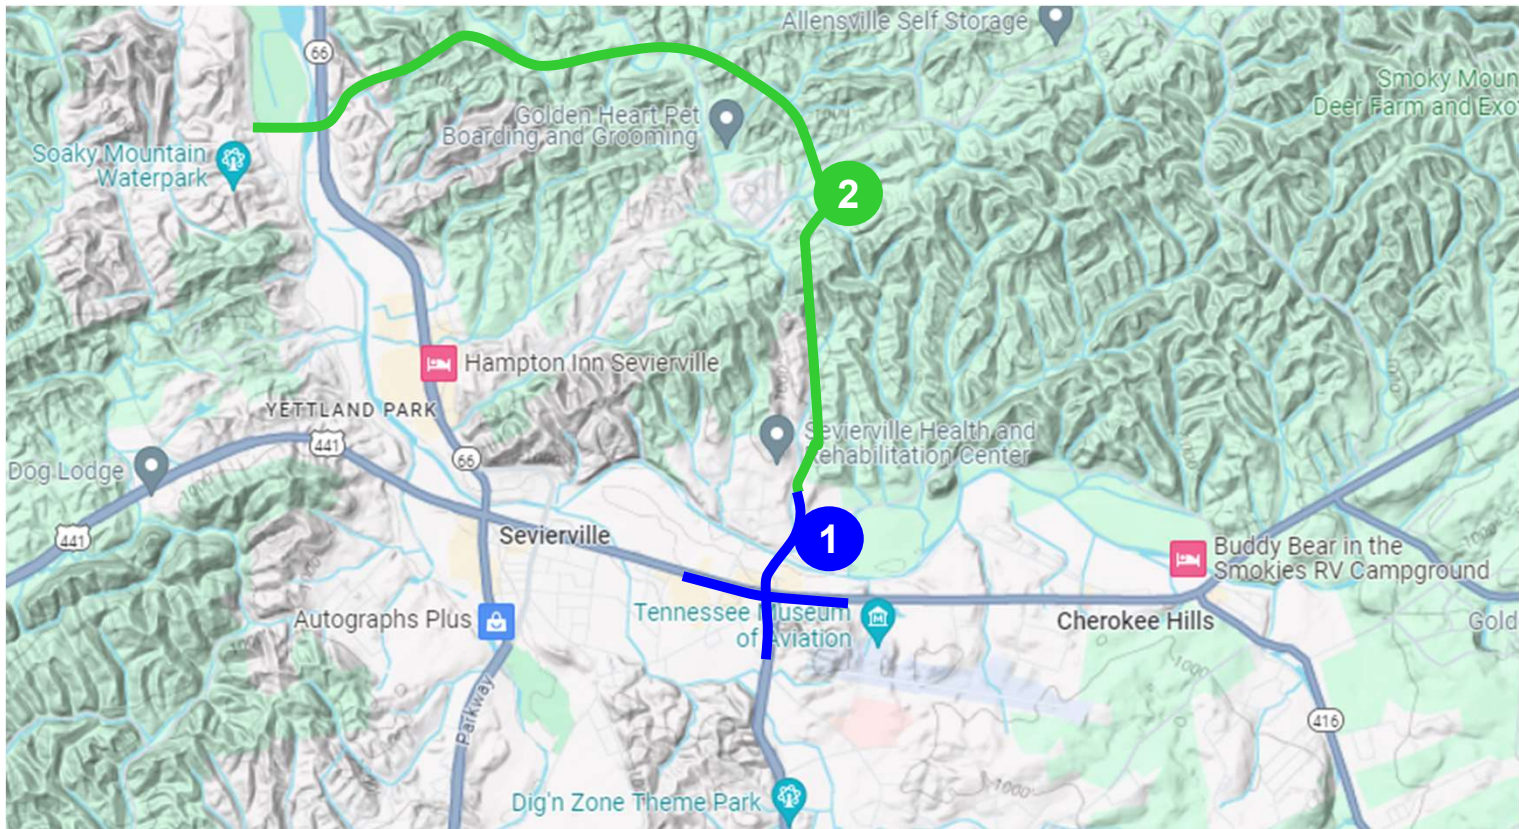 Allensville Self Storage
66
Smoky Moun
Deer Farm and Exo
Golden Heart Pet
Boarding and Grooming
Soaky Mountain
Waterpark
2
Hampton Inn Sevierville
YETTLAND PARK
441
66
Sevierville Health and
Rehabilitation Center
Dog Lodge
441
Sevierville
1
Buddy Bear in the
Smokies RV Campground
Tennessee Museum
of Aviation
Autographs Plus
Cherokee Hills
Gold
1000
Parkway
416
1000
Dig'n Zone Theme Park